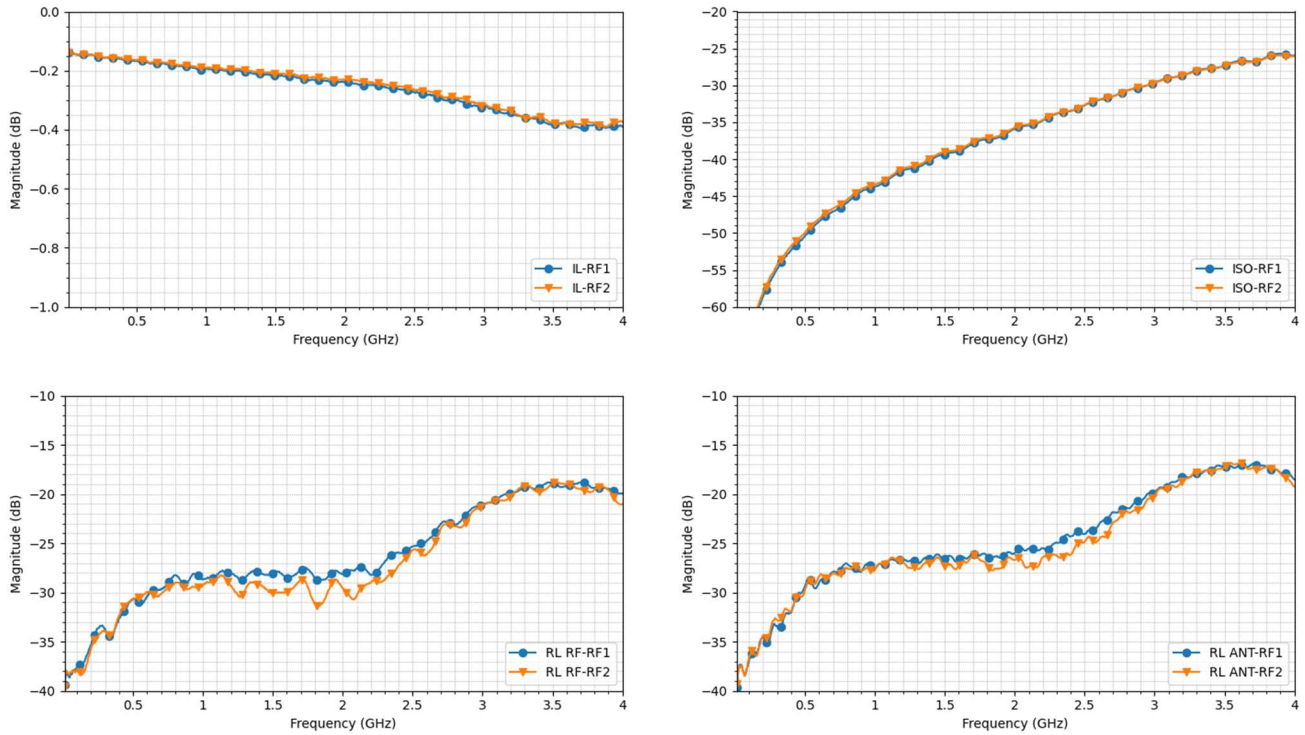 0.0
−0.2
−0.4
−0.6
−0.8
−1.0
Magnitude (dB)
0.5 1 1.5 2 2.5 3 3.5 4
Frequency (GHz)
IL-RF1
IL-RF2
−20
−25
−30
−35
−40
−45
−50
−55
−60
Magnitude (dB)
0.5 1 1.5 2 2.5 3 3.5 4
Frequency (GHz)
ISO-RF1
ISO-RF2
−10
−15
−20
−25
−30
−35
−40
Magnitude (dB)
0.5 1 1.5 2 2.5 3 3.5 4
Frequency (GHz)
RL RF-RF1
RL RF-RF2
−10
−15
−20
−25
−30
−35
−40
Magnitude (dB)
0.5 1 1.5 2 2.5 3 3.5 4
Frequency (GHz)
RL ANT-RF1
RL ANT-RF2